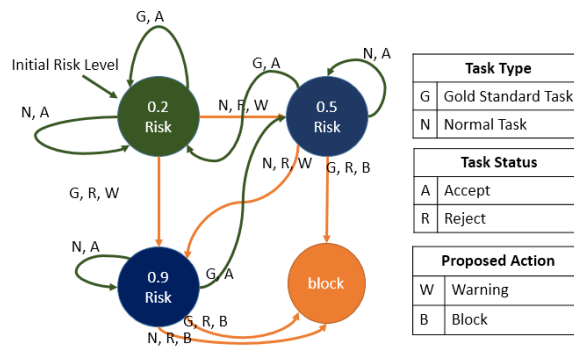 G, A
Initial Risk Level
N, A
0.2
Risk
N, R, W
G, A
0.5
Risk
N, A
G, R, W
N, R, W
G, R, B
N, A
0.9
Risk
G, A
block
G, R, B
N, R, B
Task Type
G Gold Standard Task
N Normal Task
Task Status
A Accept
R Reject
Proposed Action
W Warning
B Block